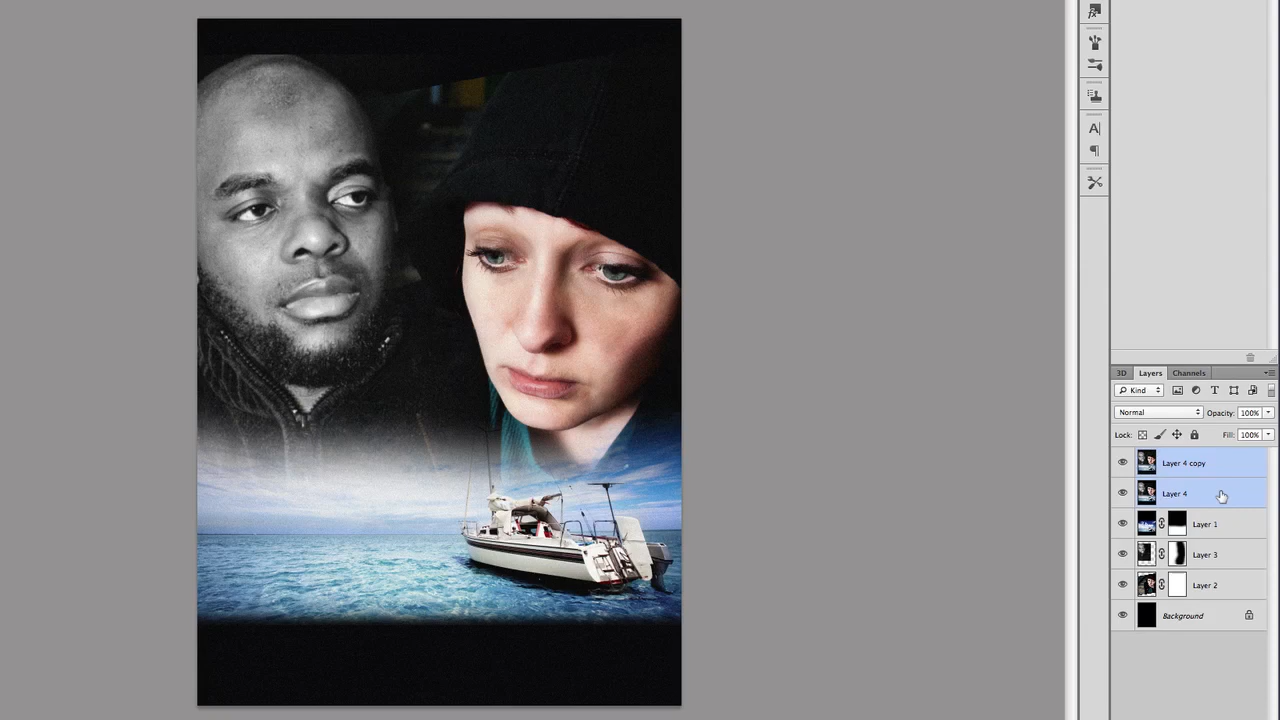 A|
3D Layers Channels
Kind T
Normal Opacity: 100%
Lock: Fill: 100%
Layer 4 copy
Layer 4
Layer 1
Layer 3
Layer 2
Background